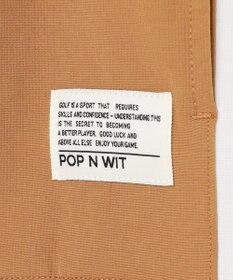 GOLF IS A SPORT THAT REQUIRES
SKILLS AND CONFIDENCE - UNDERSTANDING THIS
IS THE SECRET TO BECOMING
A BETTER PLAYER. GOOD LUCK AND
ABOVE ALL ELSE ENJOY YOUR GAME.
POP N WIT